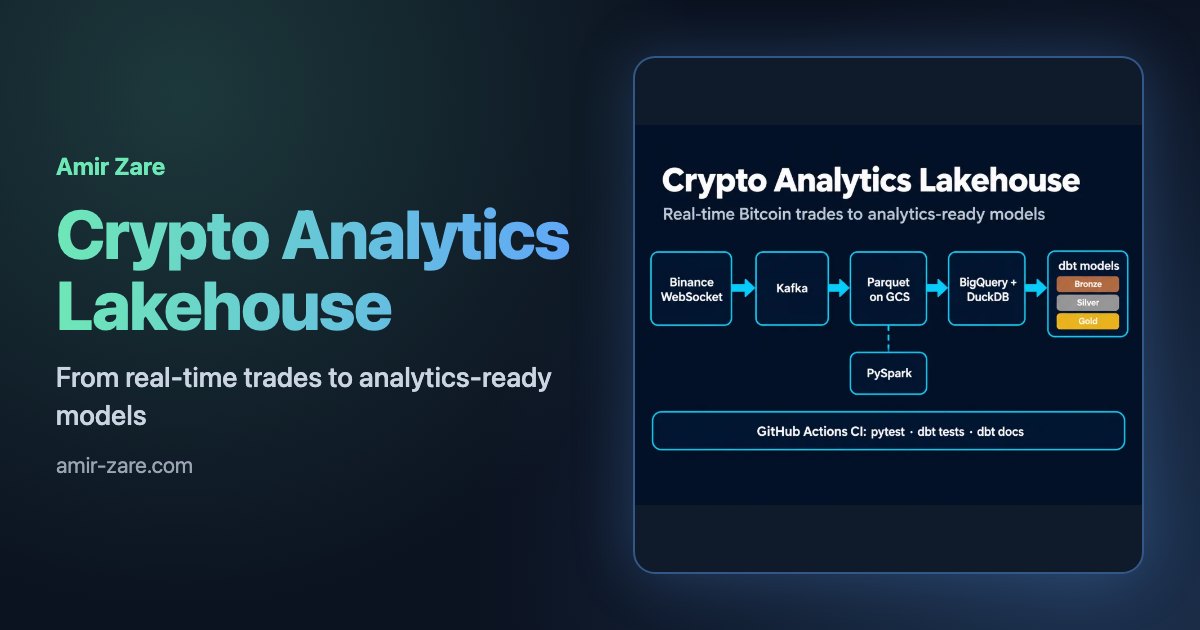 Amir Zare
Crypto Analytics
Lakehouse
From real-time trades to analytics-ready
models
amir-zare.com
Crypto Analytics Lakehouse
Real-time Bitcoin trades to analytics-ready models
Binance
WebSocket
Kafka
Parquet
on GCS
BigQuery +
DuckDB
dbt models
Bronze
Silver
Gold
PySpark
GitHub Actions CI: pytest · dbt tests · dbt docs